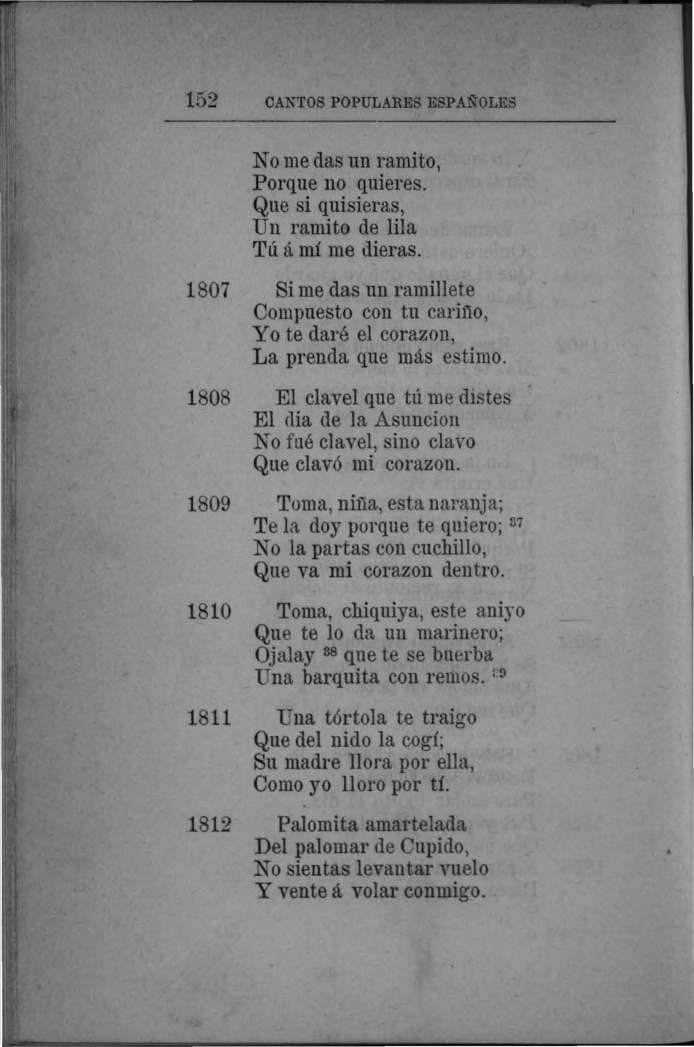 152 CANTOS POPULARES ESPAÑOLES
No me das un ramito,
Porque no quieres.
Que si quisieras,
Un ramito de lila
Tú á mí me dieras.
1807 Si me das un ramillete
Compuesto con tu cariño,
Yo te daré el corazon,
La prenda que más estimo.
1808 El clavel que tú me distes
El dia de la Asuncion
No fué clavel, sino clavo
Que clavó mi corazon.
1809 Toma, niña, esta naranja;
Te la doy porque te quiero; 37
No la partas con cuchillo,
Que va mi corazon dentro.
1810 Toma, chiquiya, este aniyo
Que te lo da un marinero;
Ojalay 38 que te se buerba
Una barquita con remos. 39
1811 Una tórtola te traigo
Que del nido la cogí;
Su madre llora por ella,
Como yo lloro por tí.
1812 Palomita amartelada
Del palomar de Cupido,
No sientas levantar vuelo
Y vente á volar conmigo.